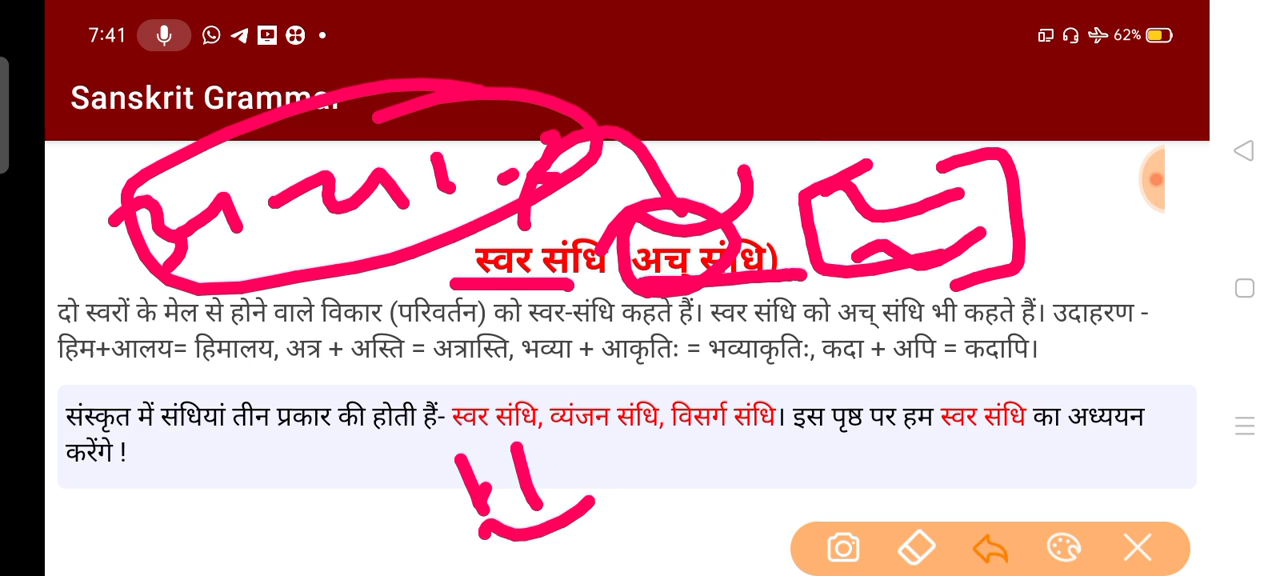 7:41 62%
Sanskrit Grammar
स्वर संधि (अच् संधि)
दो स्वरों के मेल से होने वाले विकार (परिवर्तन) को स्वर-संधि कहते हैं। स्वर संधि को अच् संधि भी कहते हैं। उदाहरण -
हिम+आलय= हिमालय, अत्र + अस्ति = अत्रास्ति, भव्या + आकृतिः = भव्याकृतिः, कदा + अपि = कदापि।
संस्कृत में संधियां तीन प्रकार की होती हैं- स्वर संधि, व्यंजन संधि, विसर्ग संधि। इस पृष्ठ पर हम स्वर संधि का अध्ययन
करेंगे !